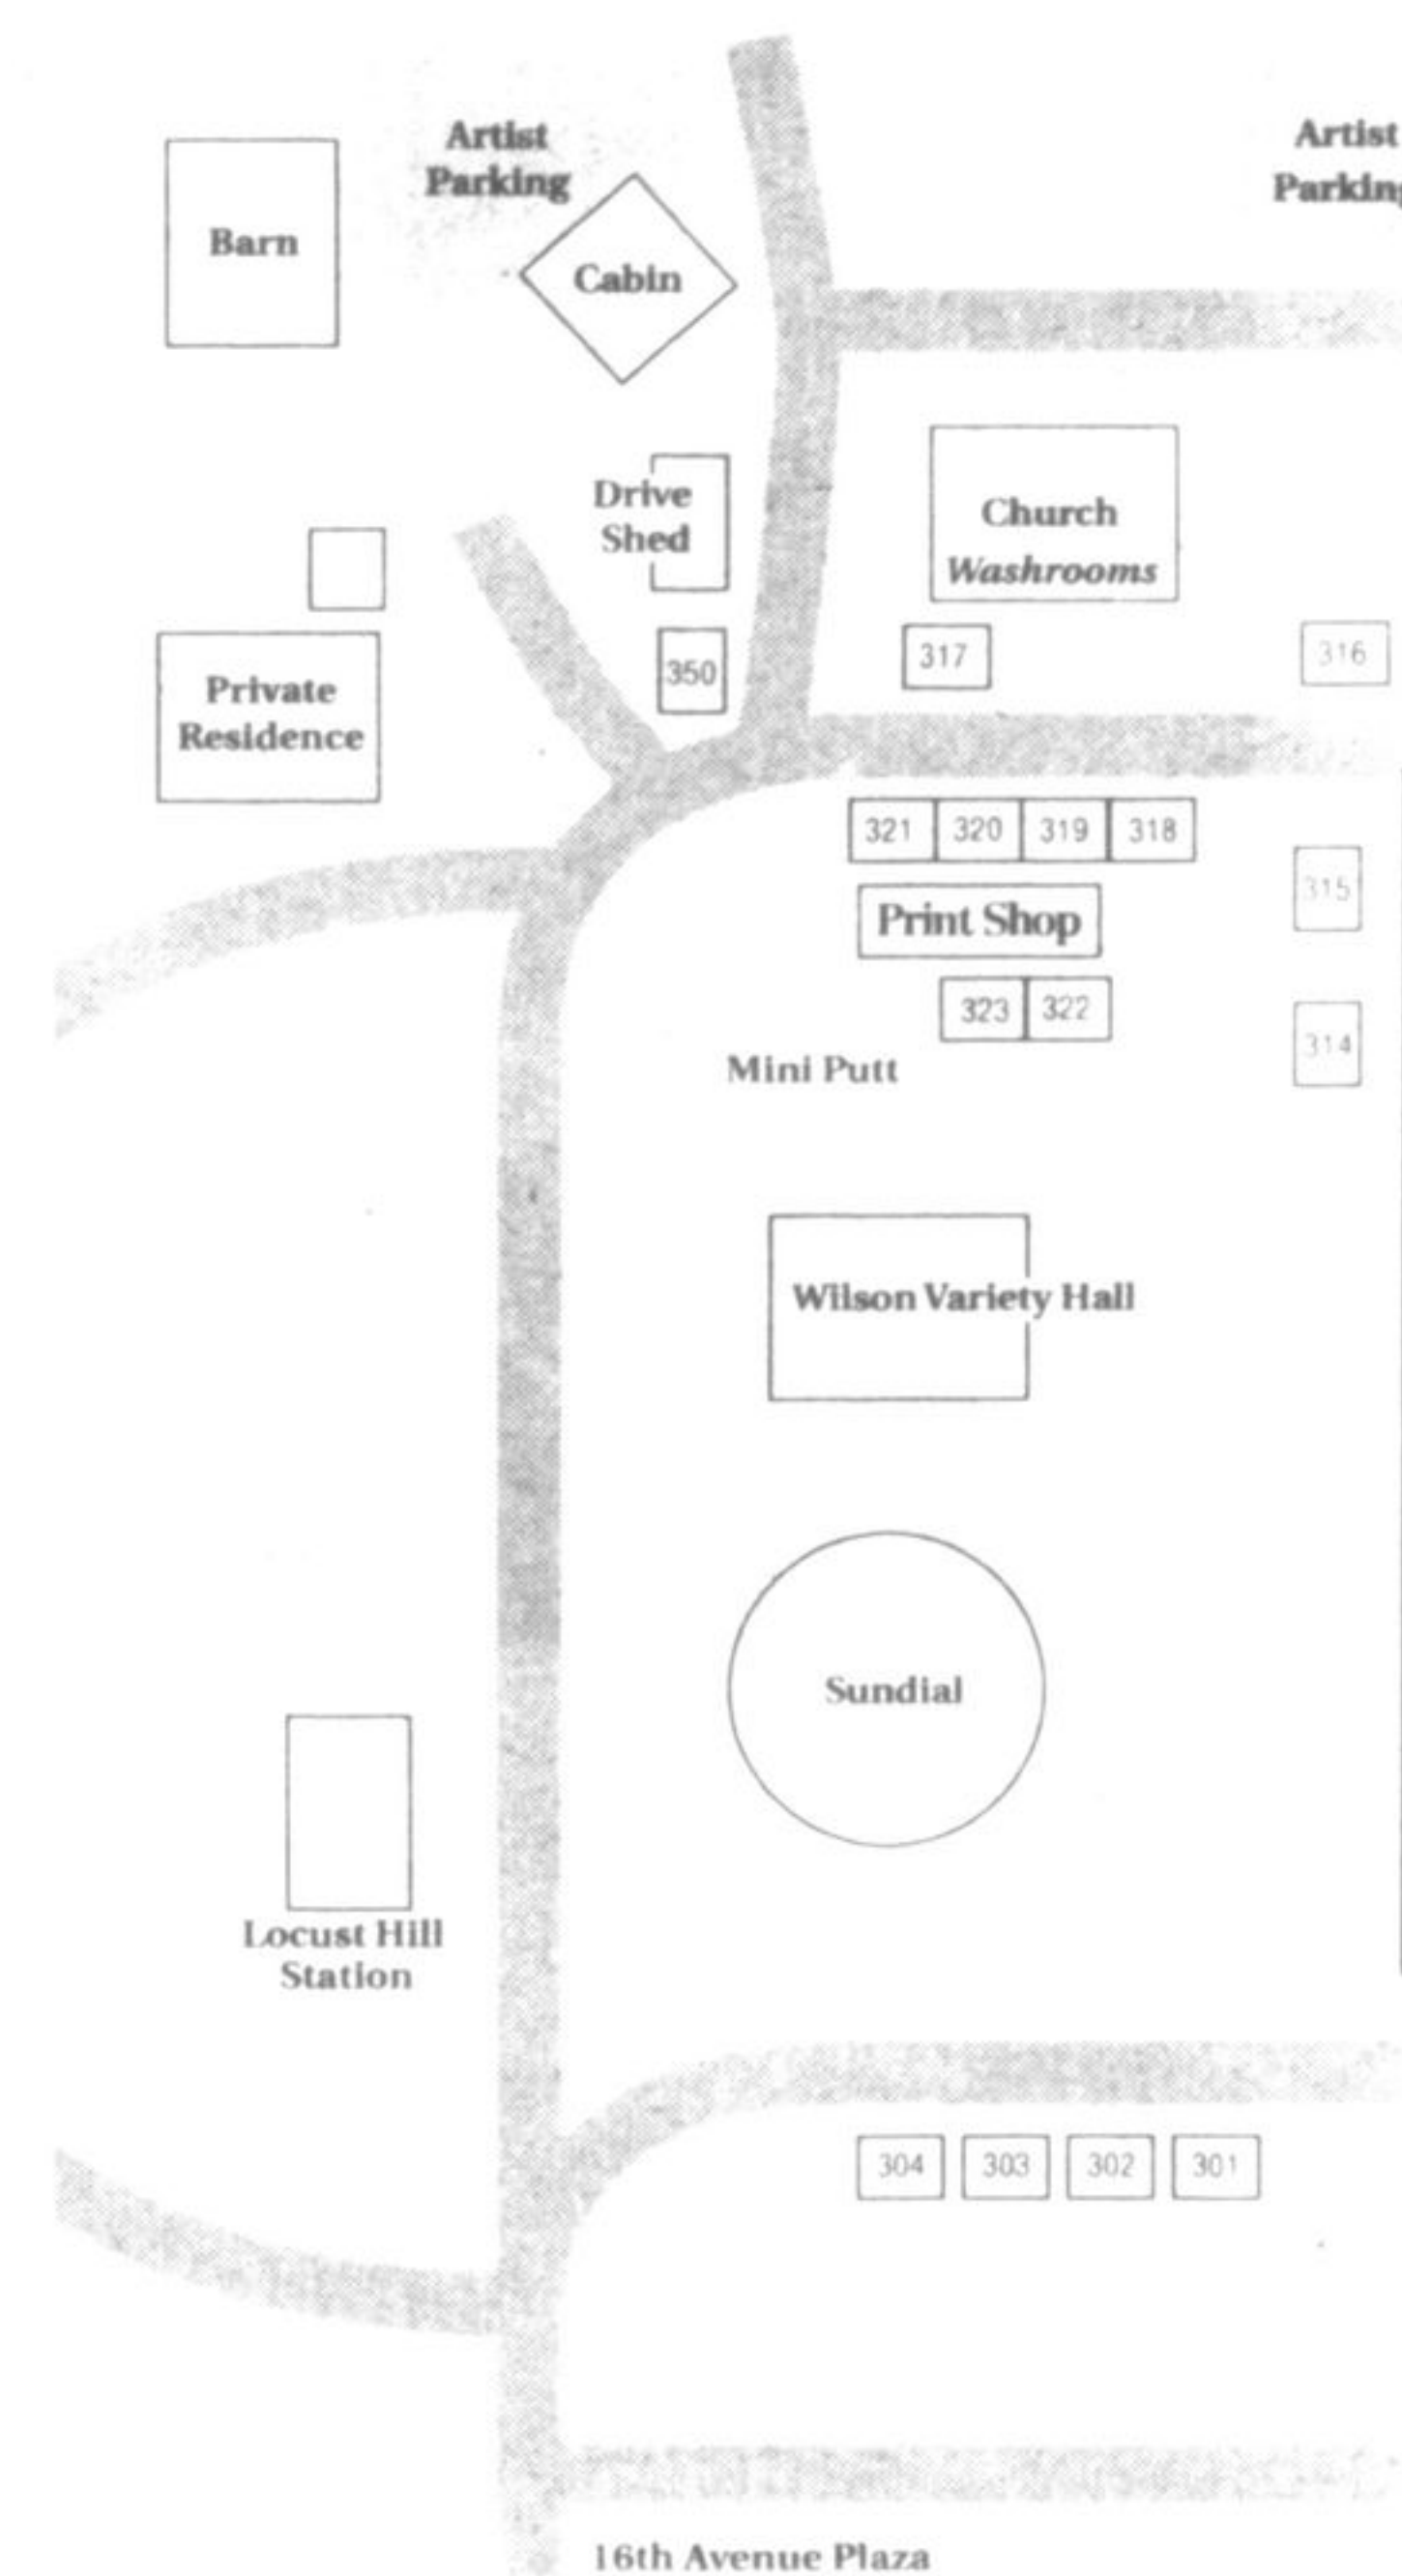 Artist
Parking
Artist
Barn
Cabin
Drive
Shed
Church
Washrooms
350
317
316
Private
Residence
321 320 319 318
315
Print Shop
323 322
314
Mini Putt
Wilson Variety Hall
Sundial
Locust Hill
Station
304 303 302 301
16th Avenue Plaza